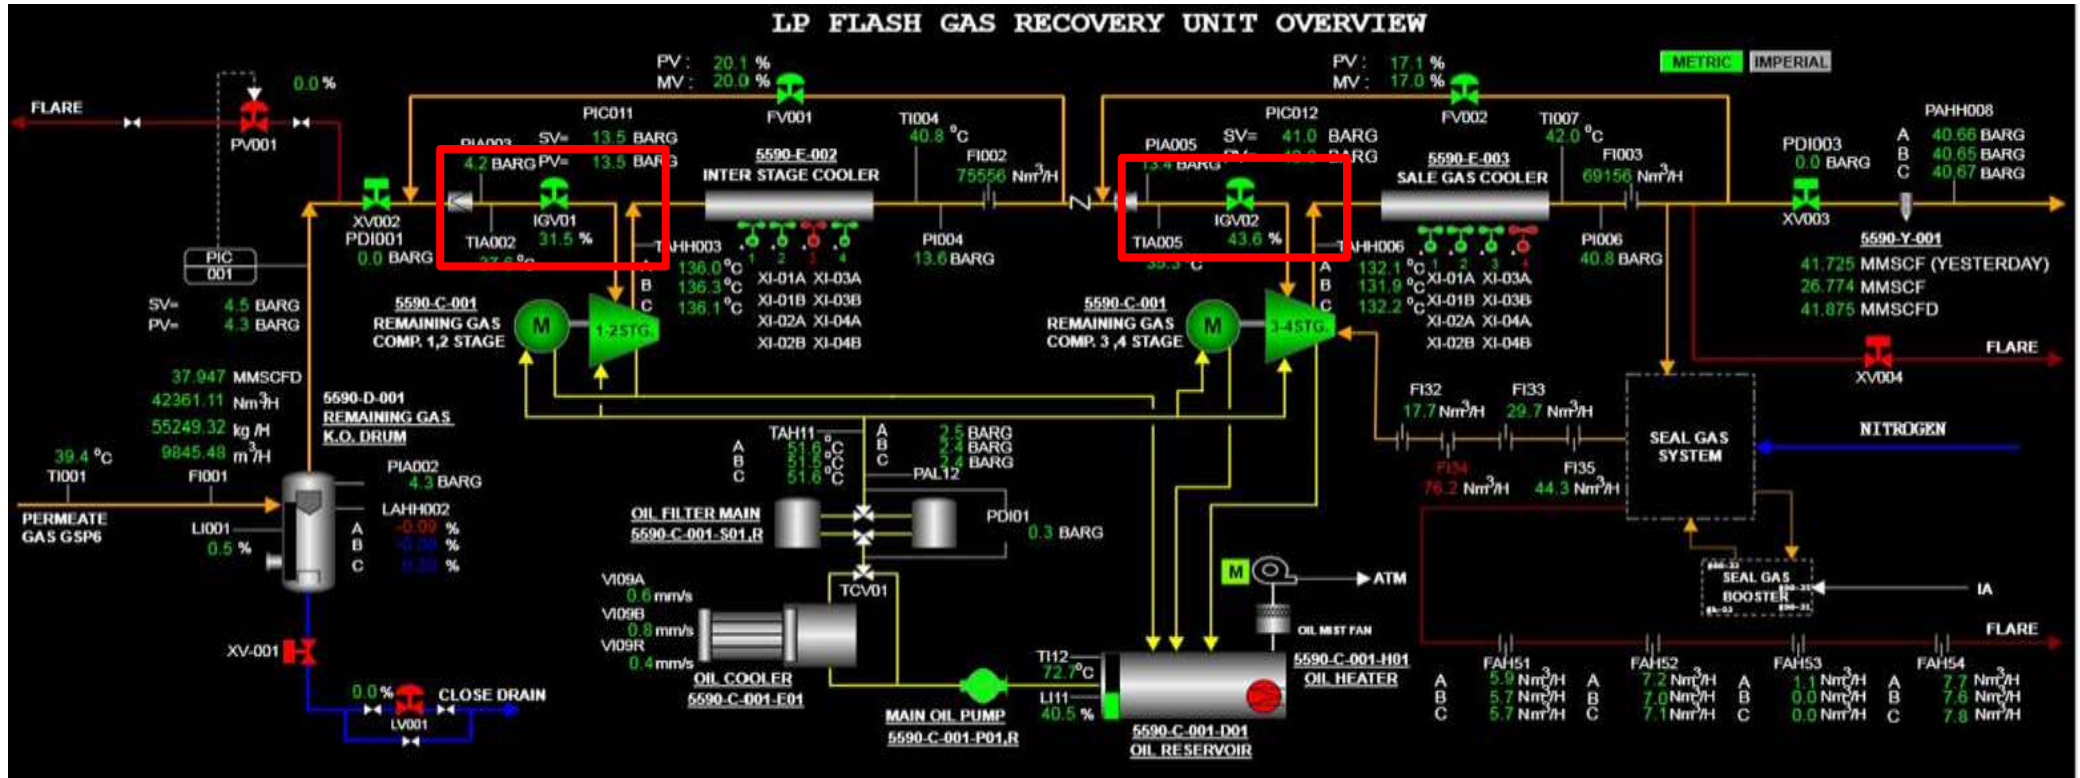 LP FLASH GAS RECOVERY UNIT OVERVIEW
METRIC IMPERIAL
FLARE
0.0 %
PV001
PV : 20.1 %
MV : 20.0 %
FV001
PIC011
SV= 13.5 BARG
PV= 13.5 BARG
PIA003
4.2 BARG
IGV01
31.5 %
TIA002
XV002
PDI001
0.0 BARG
PIC
001
SV= 4.5 BARG
PV= 4.3 BARG
5590-E-002
INTER STAGE COOLER
1 2 3 4
XI-01A XI-03A
XI-01B XI-03B
XI-02A XI-04A
XI-02B XI-04B
TI004
40.8 °C
FI002
75556 Nm³/H
PI004
13.6 BARG
TAHH003
A 136.0 °C
B 136.3 °C
C 136.1 °C
5590-C-001
REMAINING GAS
COMP. 1,2 STAGE
M
1-2STG.
PV : 17.1 %
MV : 17.0 %
FV002
PIC012
SV= 41.0 BARG
PIA005
13.4 BARG
IGV02
43.6 %
TIA005
5590-E-003
SALE GAS COOLER
1 2 3 4
XI-01A XI-03A
XI-01B XI-03B
XI-02A XI-04A
XI-02B XI-04B
TI007
42.0 °C
FI003
69156 Nm³/H
PI006
40.8 BARG
TAHH006
A 132.1 °C
B 131.9 °C
C 132.2 °C
5590-C-001
REMAINING GAS
COMP. 3 ,4 STAGE
M
3-4STG.
PDI003
0.0 BARG
XV003
PAHH008
A 40.66 BARG
B 40.65 BARG
C 40.67 BARG
5590-Y-001
41.725 MMSCF (YESTERDAY)
26.774 MMSCF
41.875 MMSCFD
FLARE
XV004
37.947 MMSCFD
42361.11 Nm³/H
55249.32 kg /H
9845.48 m³/H
5590-D-001
REMAINING GAS
K.O. DRUM
39.4 °C
TI001
FI001
PERMEATE
GAS GSP6
PIA002
4.3 BARG
LAHH002
A -0.09 %
B %
C %
LI001
0.5 %
XV-001
0.0 %
LV001
CLOSE DRAIN
TAH11
A 51.6 °C
B 51.5 °C
C 51.6 °C
A 2.5 BARG
B 2.4 BARG
C 2.4 BARG
PAL12
OIL FILTER MAIN
5590-C-001-S01,R
PDI01
0.3 BARG
TCV01
VI09A
0.6 mm/s
VI09B
0.8 mm/s
VI09R
0.4 mm/s
OIL COOLER
5590-C-001-E01
MAIN OIL PUMP
5590-C-001-P01,R
TI12
72.7 °C
LI11
40.5 %
5590-C-001-D01
OIL RESERVOIR
M
ATM
OIL MIST FAN
5590-C-001-H01
OIL HEATER
FI32
17.7 Nm³/H
FI33
29.7 Nm³/H
FI34
76.2 Nm³/H
FI35
44.3 Nm³/H
SEAL GAS
SYSTEM
NITROGEN
SEAL GAS
BOOSTER
IA
FLARE
FAH51
A 5.9 Nm³/H
B 5.7 Nm³/H
C 5.7 Nm³/H
FAH52
A 7.2 Nm³/H
B 7.0 Nm³/H
C 7.1 Nm³/H
FAH53
A 1.1 Nm³/H
B 0.0 Nm³/H
C 0.0 Nm³/H
FAH54
A 7.7 Nm³/H
B 7.6 Nm³/H
C 7.8 Nm³/H